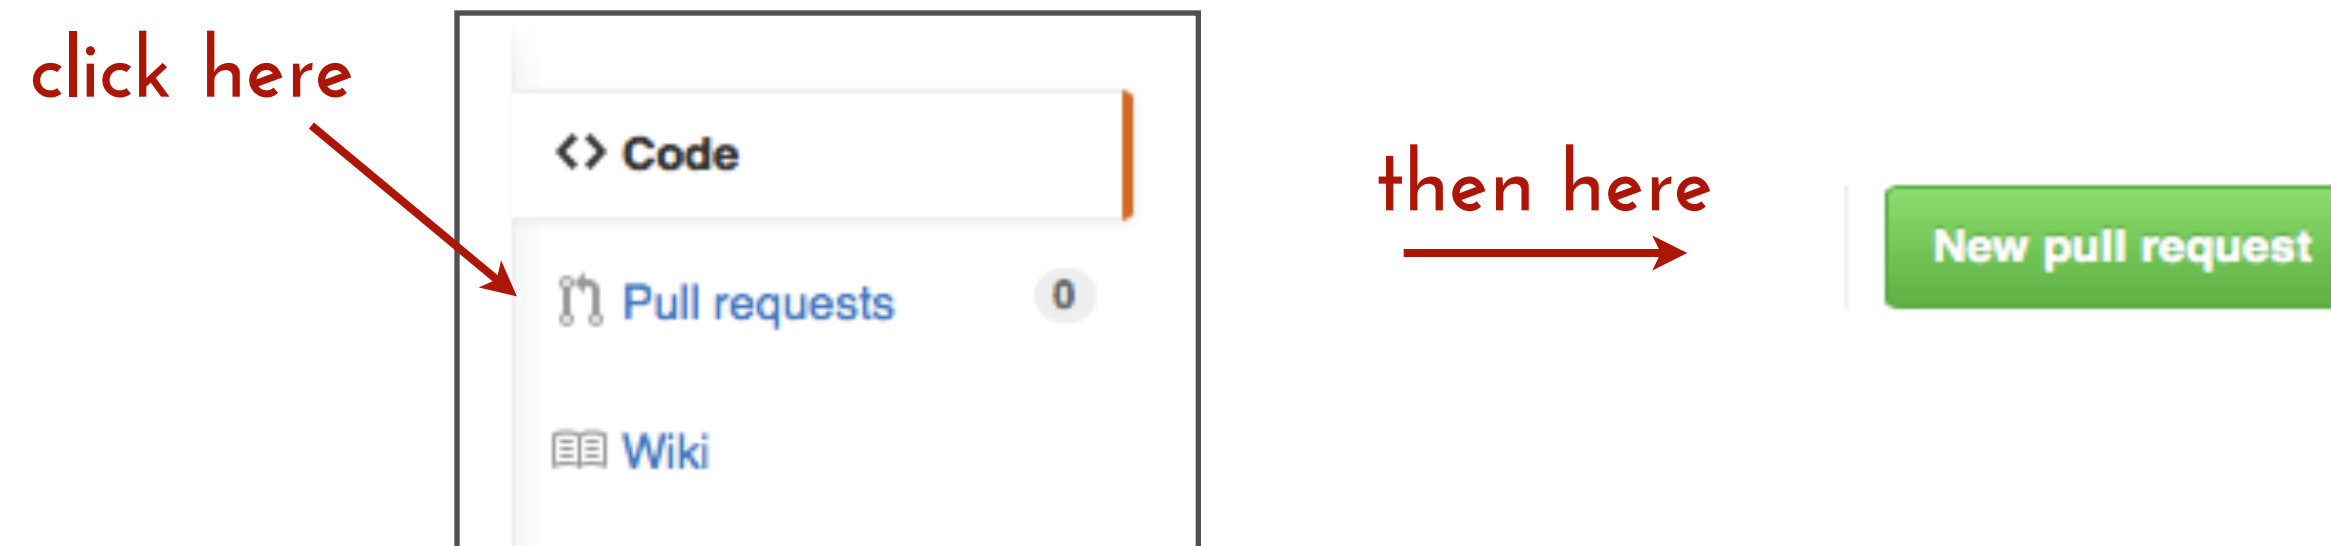 click here
Code
Pull requests 0
Wiki
then here
New pull request